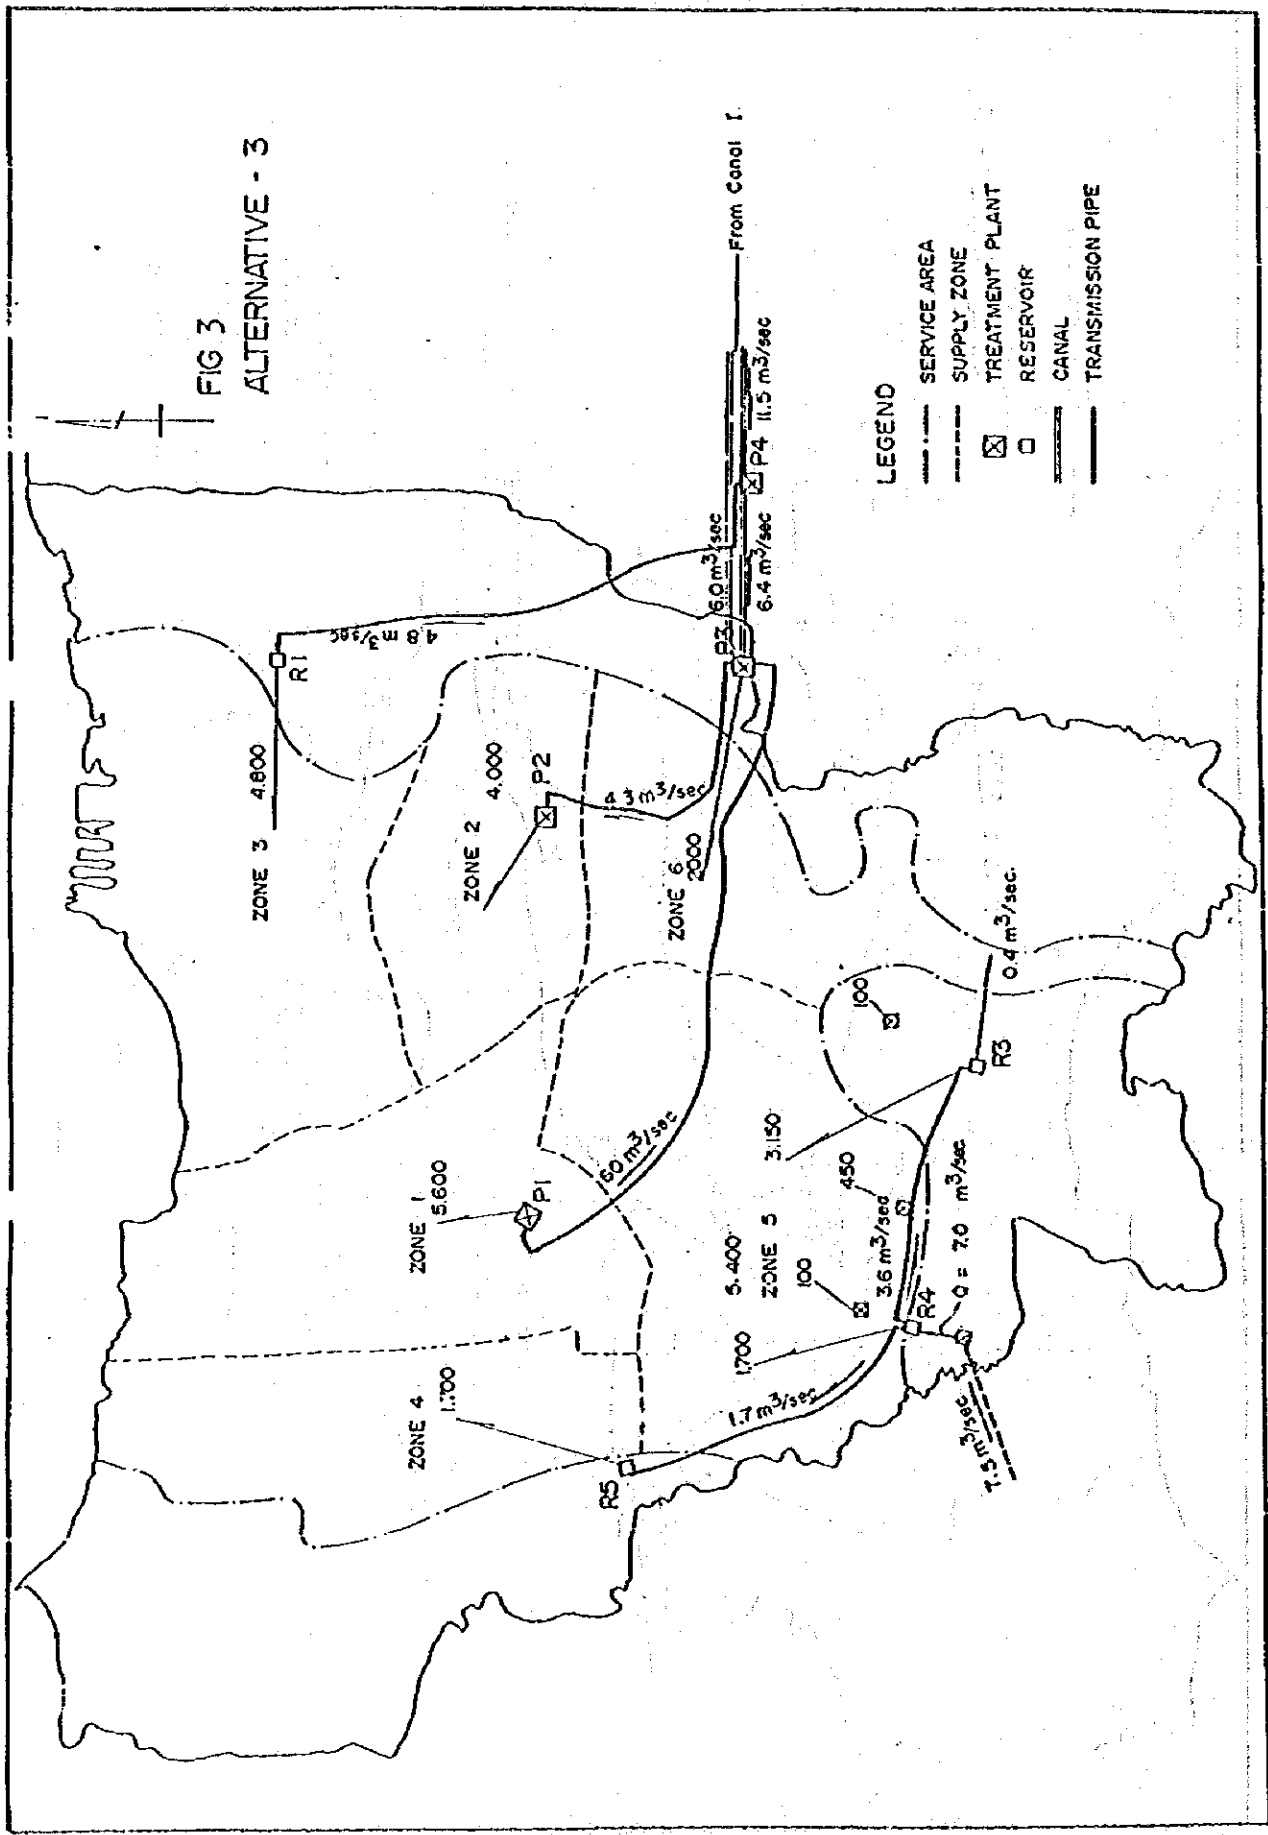 FIG 3
ALTERNATIVE - 3
R1
4.8 m³/sec
ZONE 3 4.800
4.000
P2
ZONE 2
4.3 m³/sec
ZONE 6
2000
P3
6.0 m³/sec
6.4 m³/sec
P4 11.5 m³/sec
From Canal I
ZONE 1
5.600
P1
60 m³/sec
ZONE 4
1.700
R5
1.7 m³/sec
1.700
5.400
ZONE 5
100
3.150
450
3.6 m³/sec
100
R3
0.4 m³/sec.
R4
Q = 7.0 m³/sec
7.5 m³/sec
LEGEND
SERVICE AREA
SUPPLY ZONE
TREATMENT PLANT
RESERVOIR
CANAL
TRANSMISSION PIPE